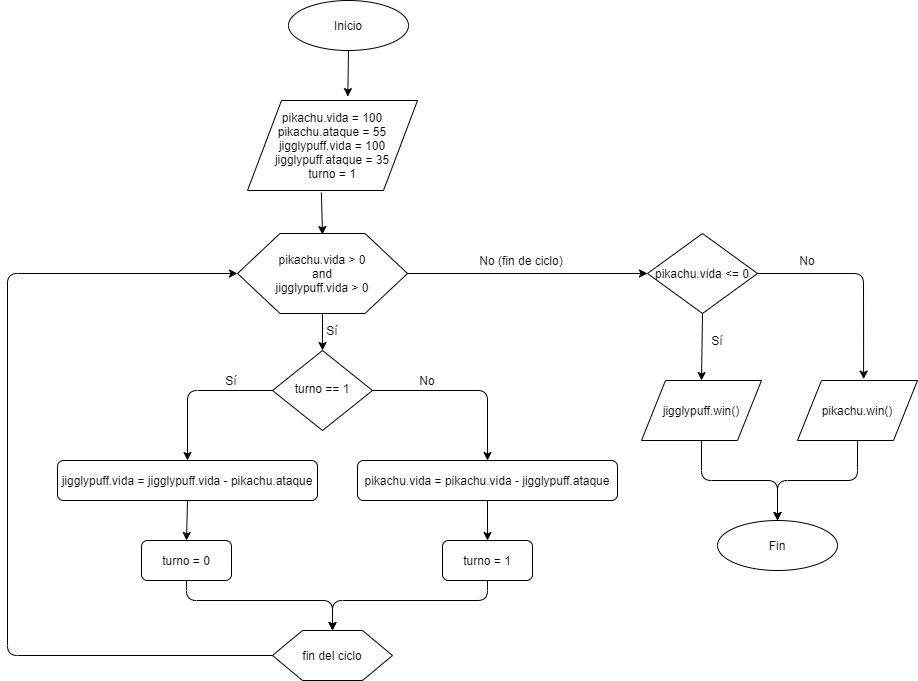 Inicio
pikachu.vida = 100
pikachu.ataque = 55
jigglypuff.vida = 100
jigglypuff.ataque = 35
turno = 1
pikachu.vida > 0
and
jigglypuff.vida > 0
No (fin de ciclo)
pikachu.vida <= 0
No
Sí
Sí
turno == 1
Sí
No
jigglypuff.win()
pikachu.win()
jigglypuff.vida = jigglypuff.vida - pikachu.ataque
pikachu.vida = pikachu.vida - jigglypuff.ataque
turno = 0
turno = 1
Fin
fin del ciclo